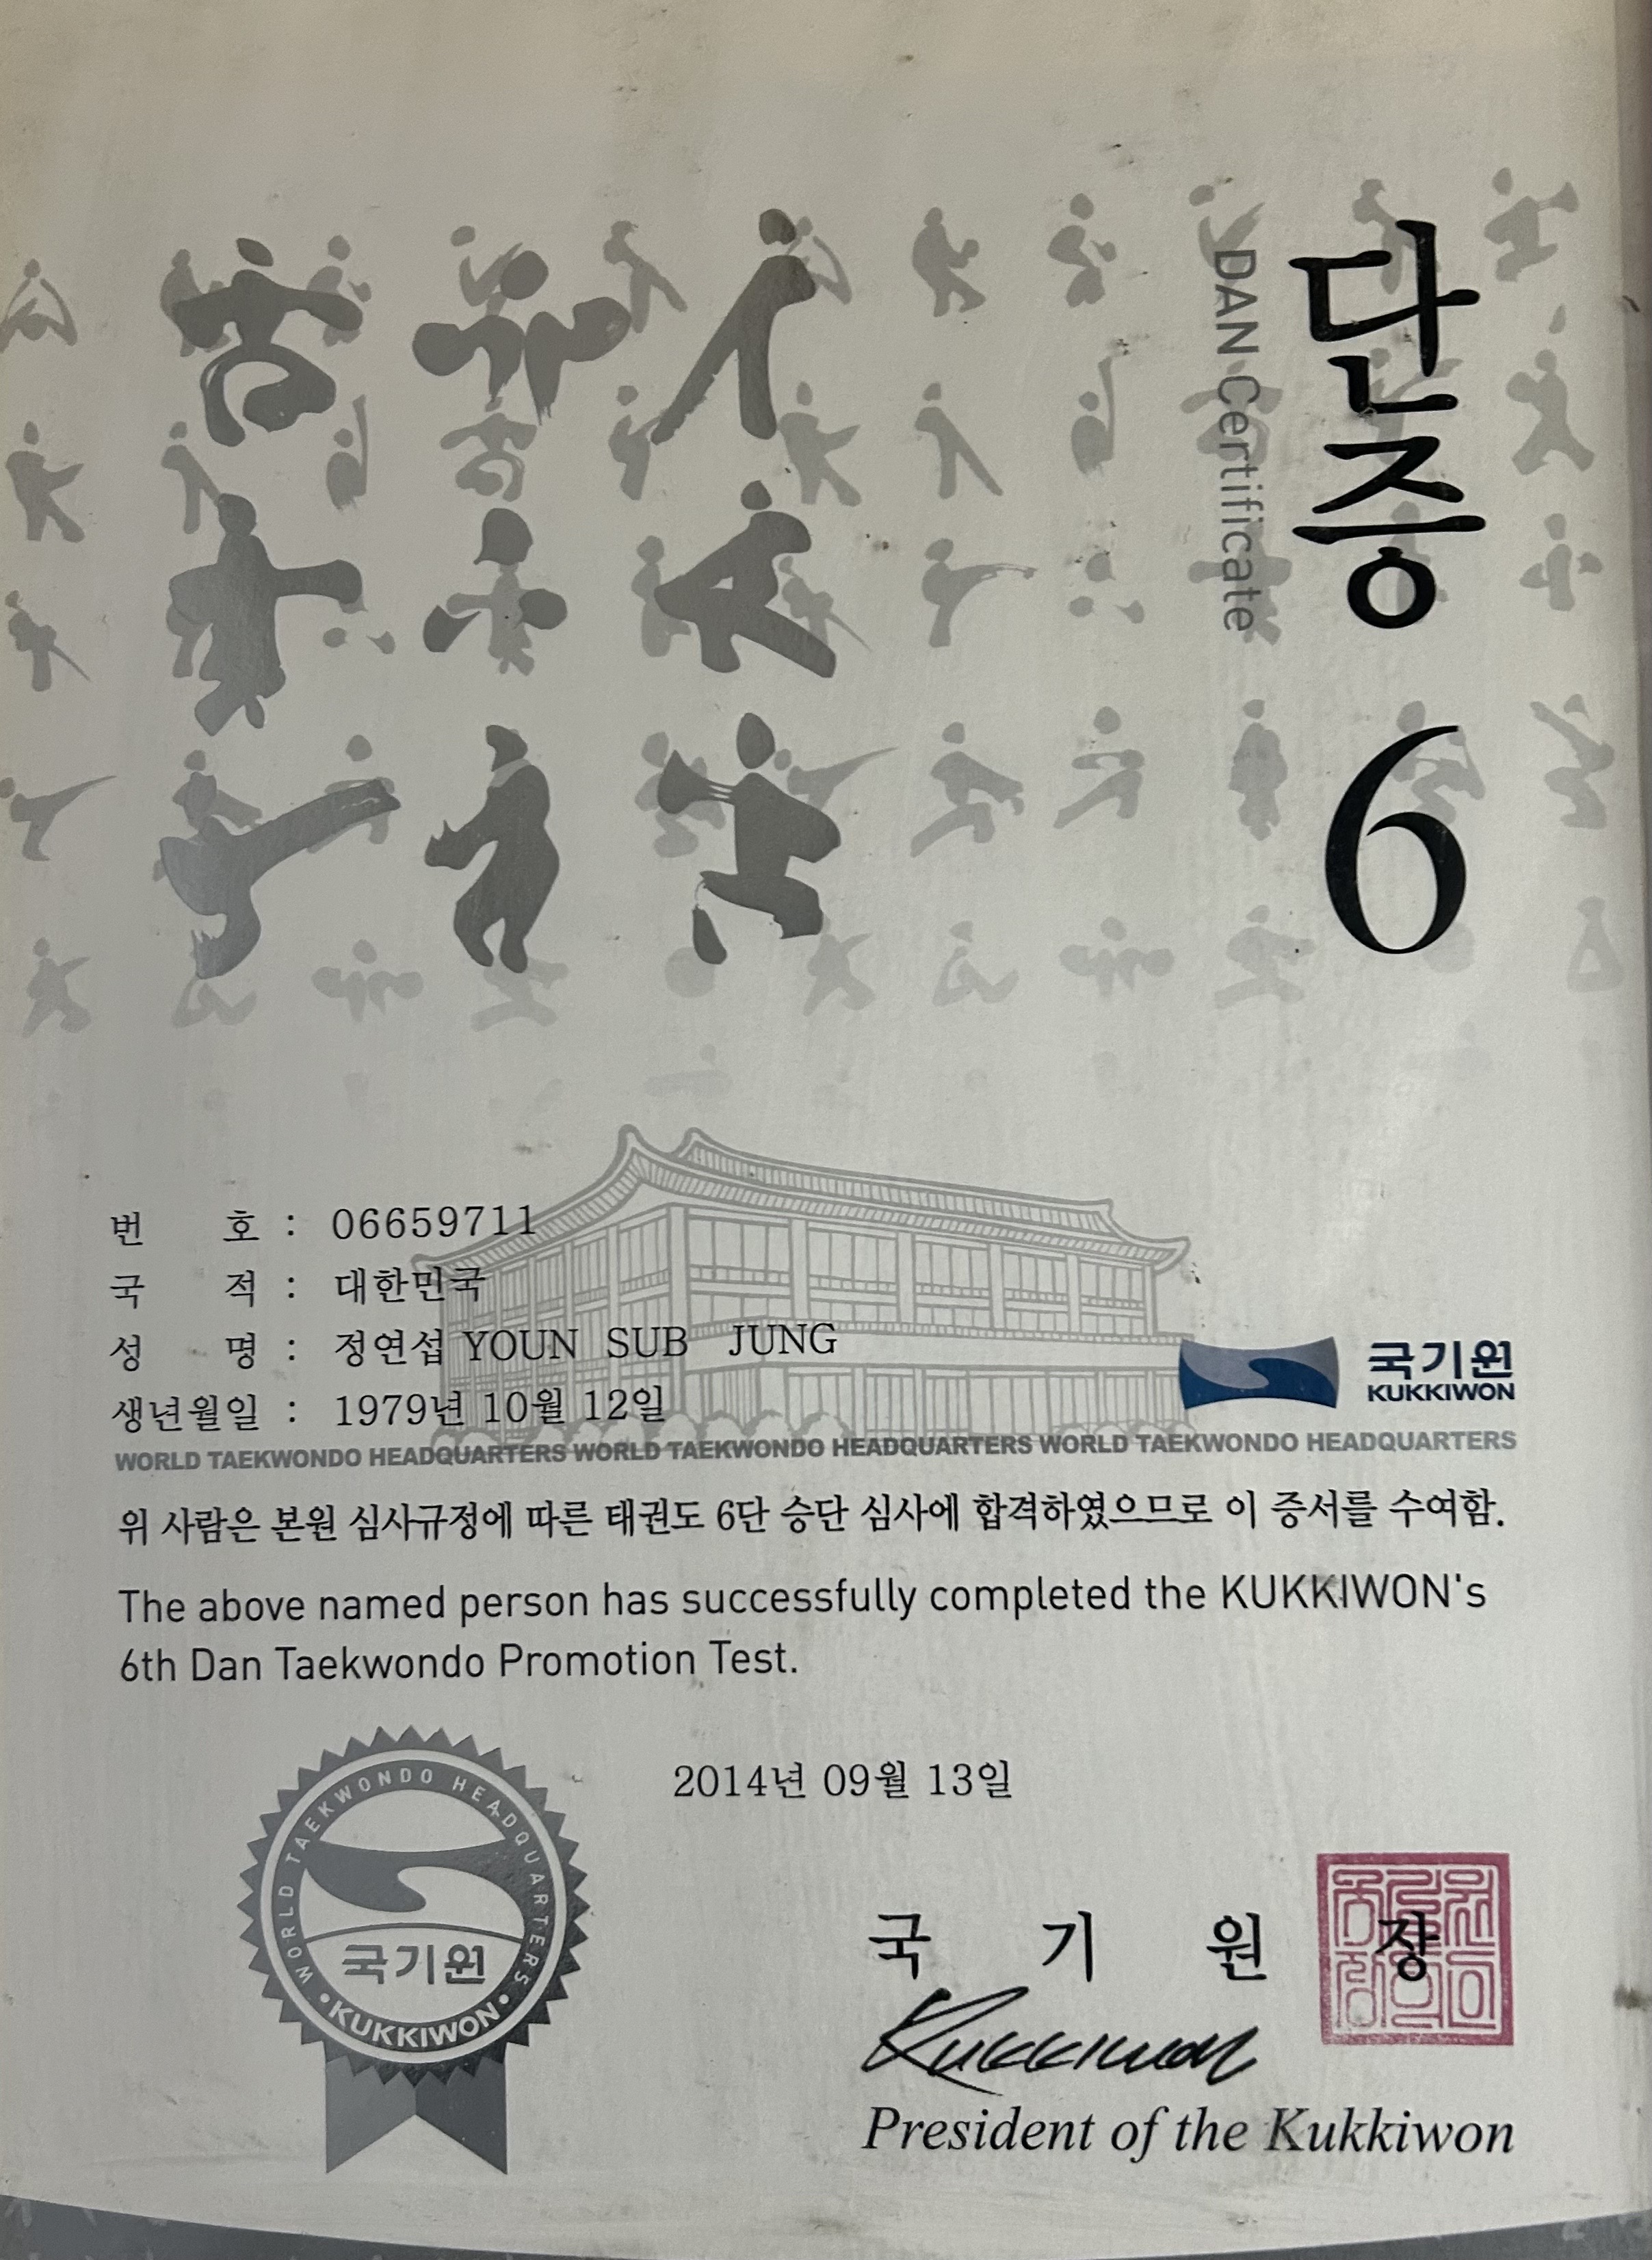 단증 6
DAN Certificate
번 호 : 06659711
국 적 : 대한민국
성 명 : 정연섭 YOUN SUB JUNG
생년월일 : 1979년 10월 12일
국기원
KUKKIWON
WORLD TAEKWONDO HEADQUARTERS WORLD TAEKWONDO HEADQUARTERS WORLD TAEKWONDO HEADQUARTERS
위 사람은 본원 심사규정에 따른 태권도 6단 승단 심사에 합격하였으므로 이 증서를 수여함.
The above named person has successfully completed the KUKKIWON's
6th Dan Taekwondo Promotion Test.
2014년 09월 13일
WORLD TAEKWONDO HEADQUARTERS
국기원
• KUKKIWON •
국 기 원 장
Kukkiwon
President of the Kukkiwon